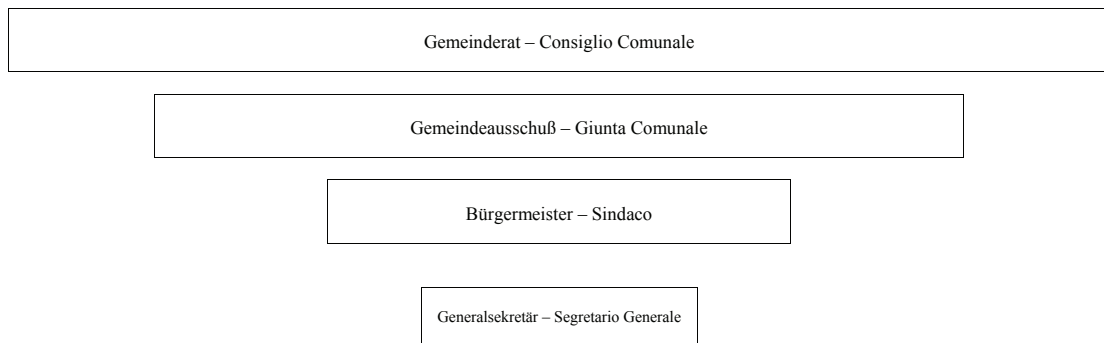 Gemeinderat – Consiglio Comunale
Gemeindeausschuß – Giunta Comunale
Bürgermeister – Sindaco
Generalsekretär – Segretario Generale